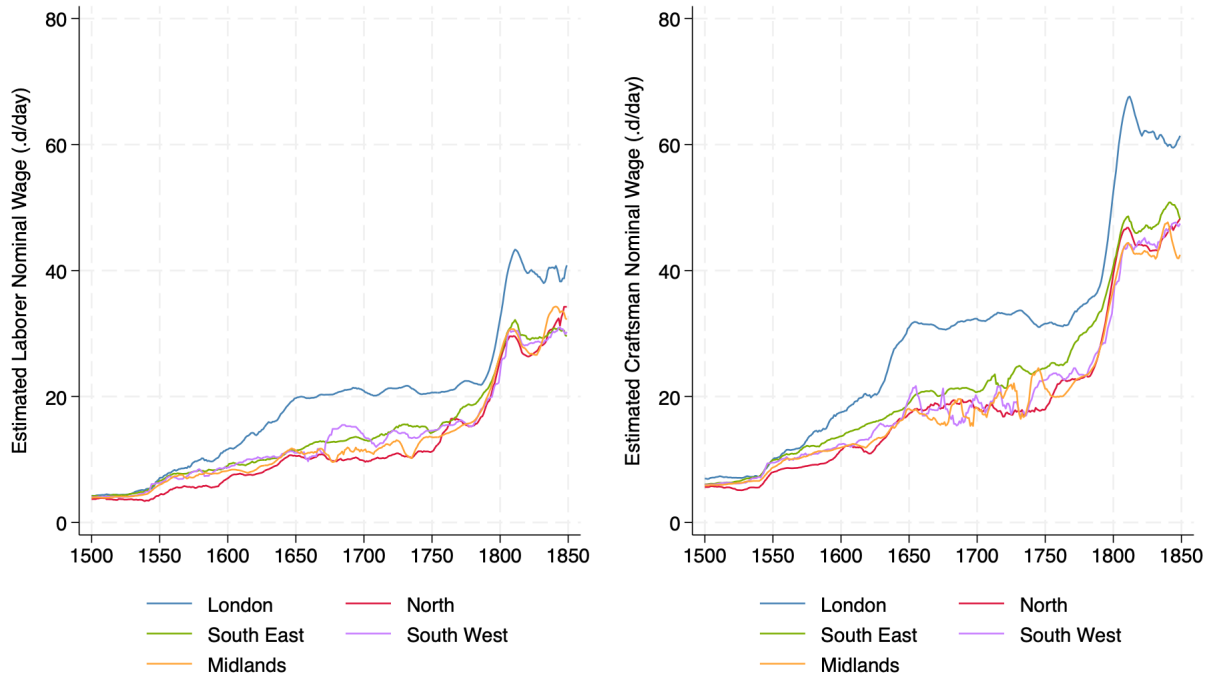 Estimated Laborer Nominal Wage (.d/day)
80
60
40
20
0
1500 1550 1600 1650 1700 1750 1800 1850
London North
South East South West
Midlands
Estimated Craftsman Nominal Wage (.d/day)
80
60
40
20
0
1500 1550 1600 1650 1700 1750 1800 1850
London North
South East South West
Midlands